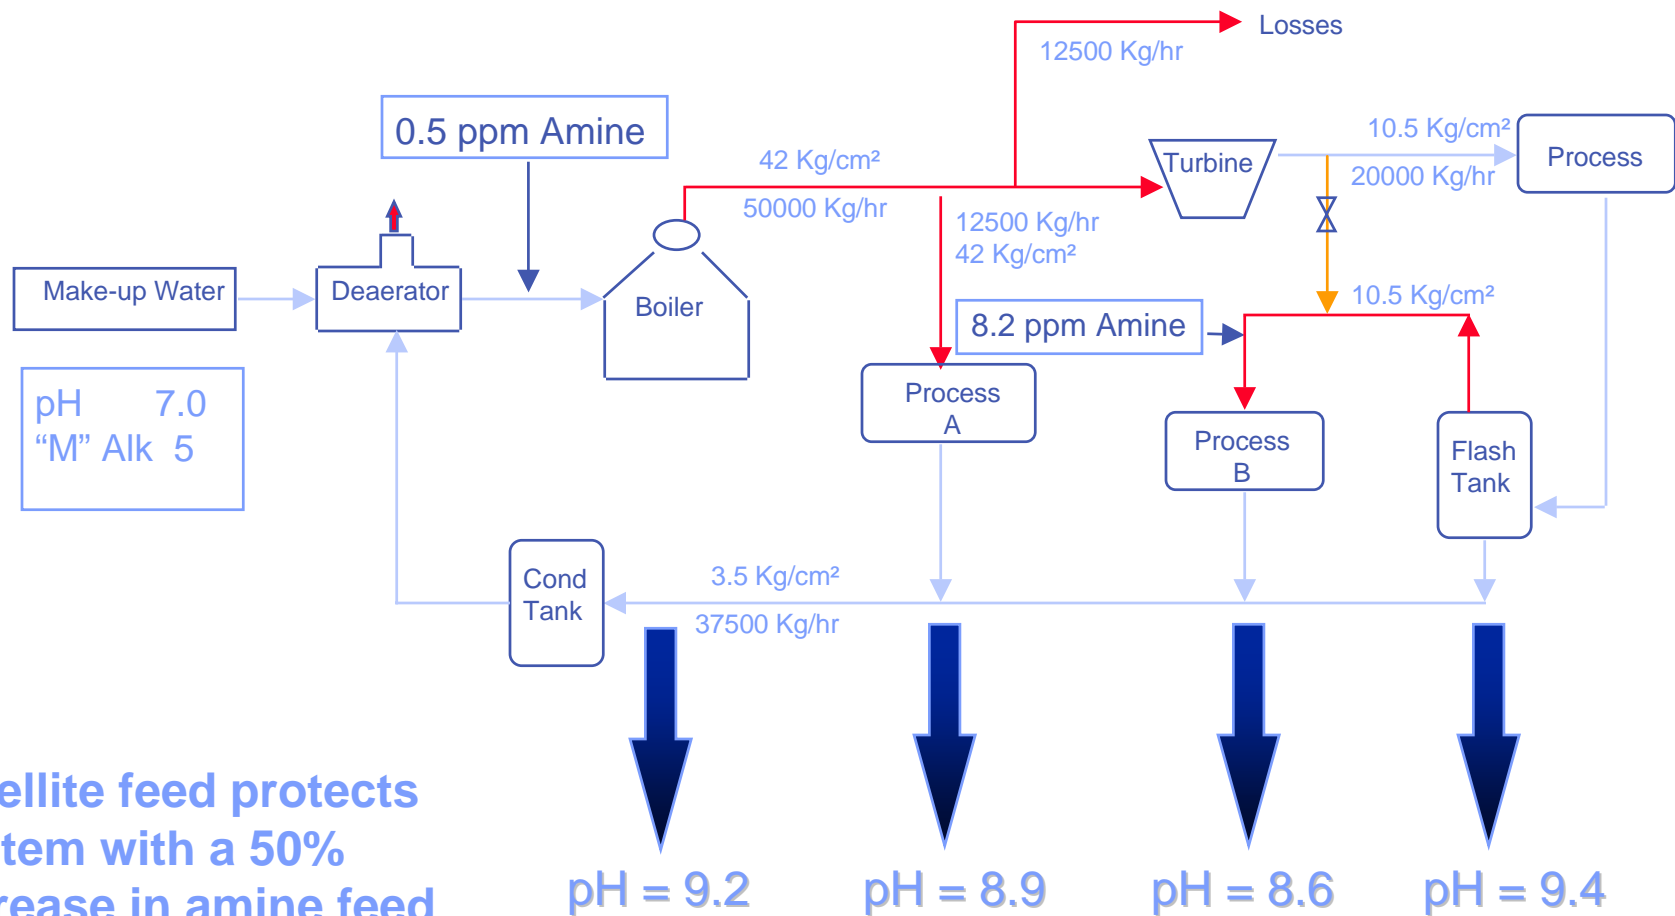 Losses
12500 Kg/hr
0.5 ppm Amine
42 Kg/cm²
50000 Kg/hr
Turbine
10.5 Kg/cm²
20000 Kg/hr
Process
12500 Kg/hr
42 Kg/cm²
Make-up Water
Deaerator
Boiler
8.2 ppm Amine
10.5 Kg/cm²
pH 7.0
“M” Alk 5
Process
A
Process
B
Flash
Tank
Cond
Tank
3.5 Kg/cm²
37500 Kg/hr
ellite feed protects
tem with a 50%
rease in amine feed
pH = 9.2
pH = 8.9
pH = 8.6
pH = 9.4